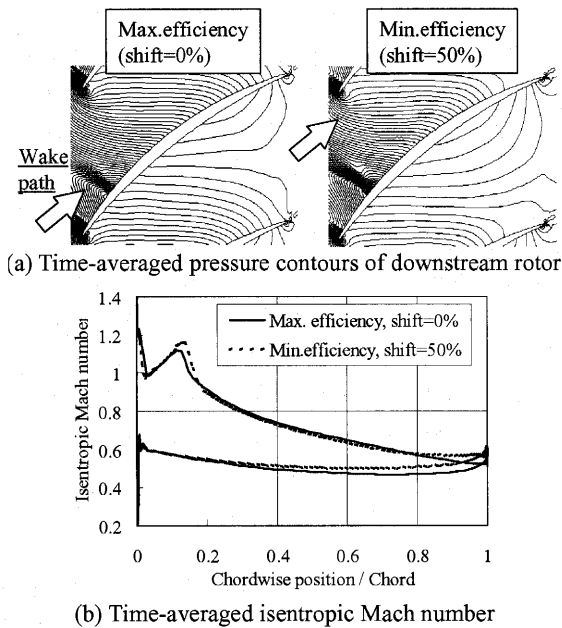 Max.efficiency
(shift=0%)
Min.efficiency
(shift=50%)
Wake
path
(a) Time-averaged pressure contours of downstream rotor
1.4
1.2
1
0.8
0.6
0.4
0.2
Isentropic Mach number
Max. efficiency, shift=0%
Min.efficiency, shift=50%
0
0.2
0.4
0.6
0.8
1
Chordwise position / Chord
(b) Time-averaged isentropic Mach number